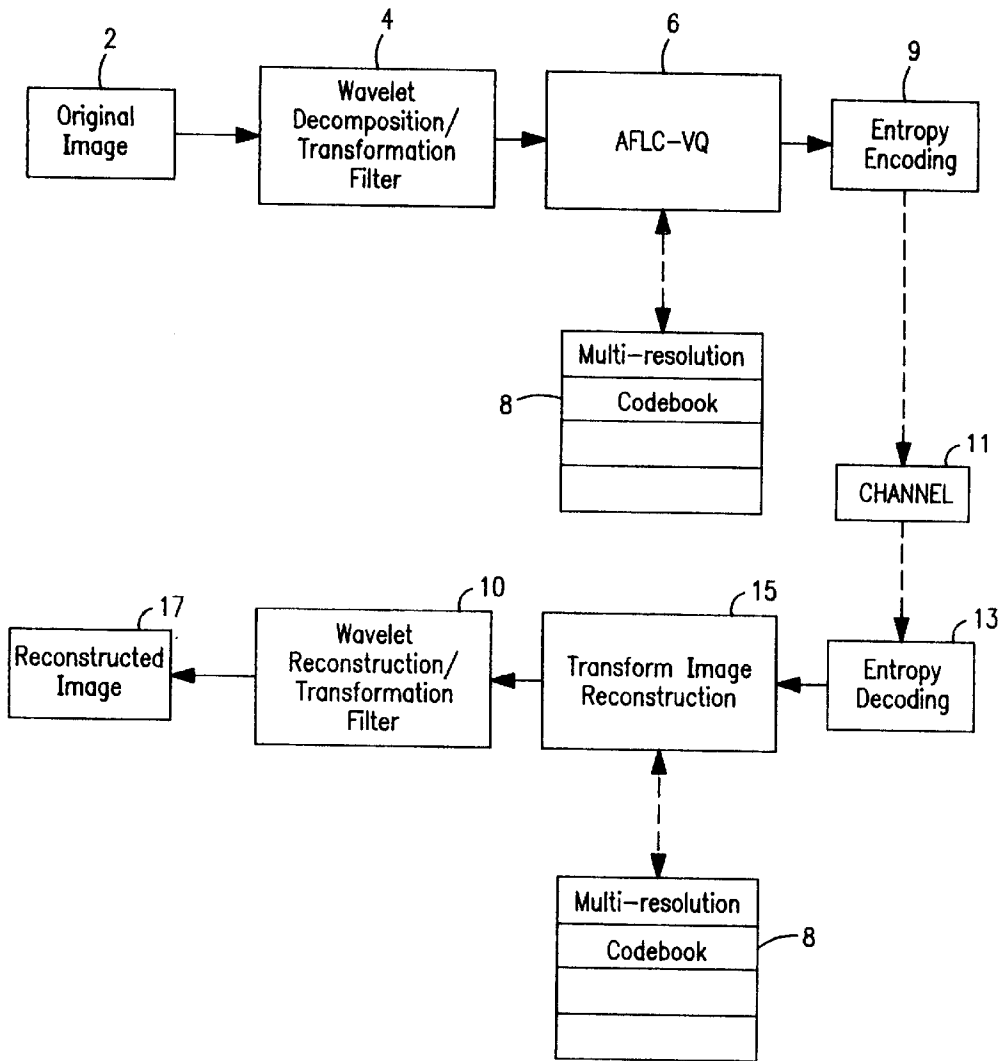 2
4
6
9
Original
Image
Wavelet
Decomposition/
Transformation
Filter
AFLC-VQ
Entropy
Encoding
Multi-resolution
8
Codebook
11
CHANNEL
17
10
15
13
Reconstructed
Image
Wavelet
Reconstruction/
Transformation
Filter
Transform Image
Reconstruction
Entropy
Decoding
Multi-resolution
Codebook
8